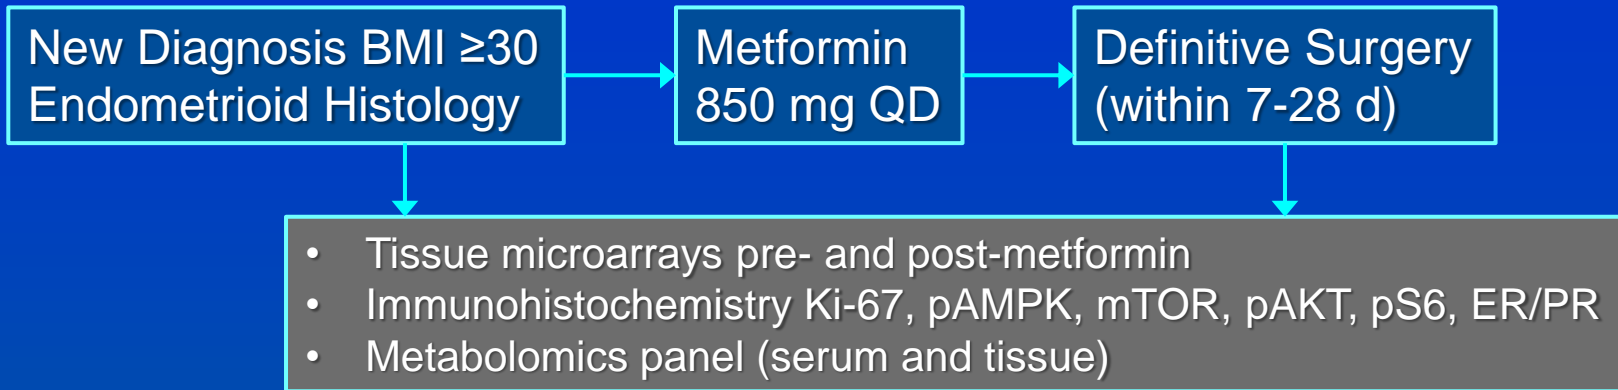 New Diagnosis BMI ≥30
Endometrioid Histology
Metformin
850 mg QD
Definitive Surgery
(within 7-28 d)
• Tissue microarrays pre- and post-metformin
• Immunohistochemistry Ki-67, pAMPK, mTOR, pAKT, pS6, ER/PR
• Metabolomics panel (serum and tissue)